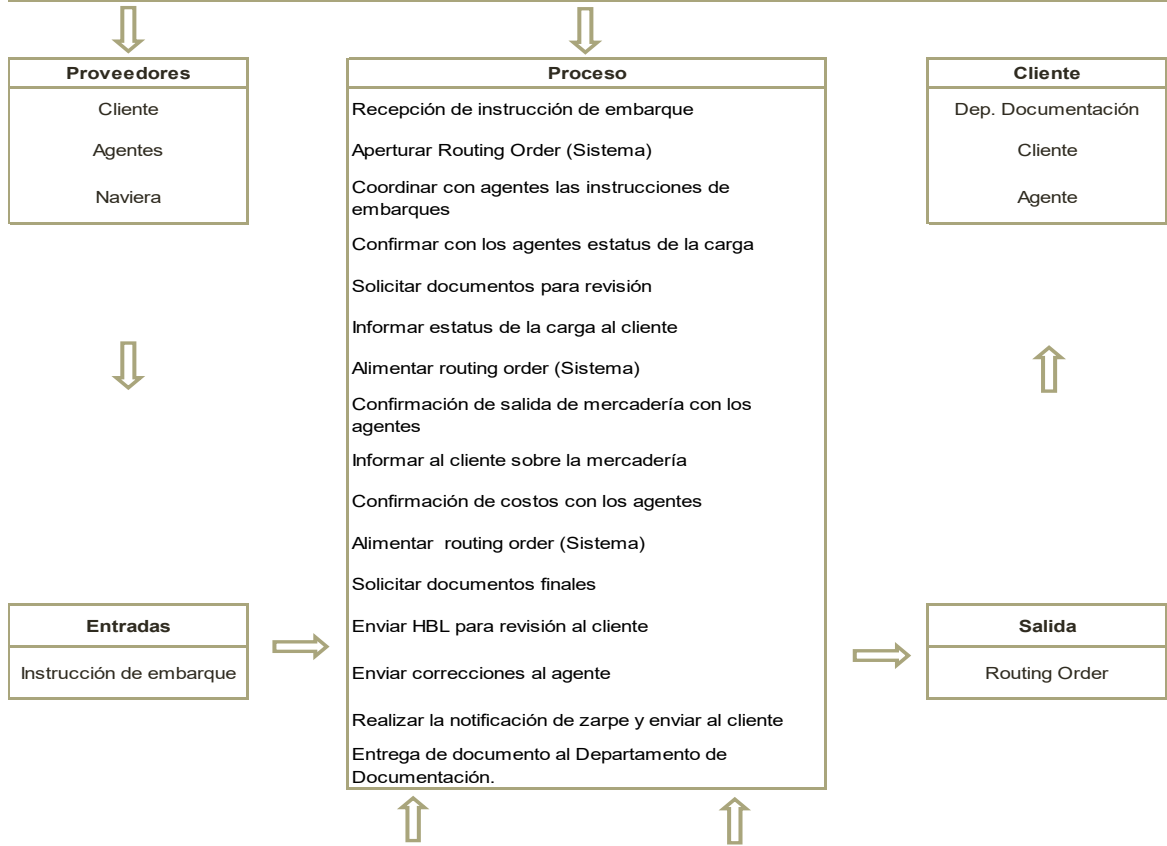 Proveedores
Cliente
Agentes
Naviera
Proceso
Recepción de instrucción de embarque
Aperturar Routing Order (Sistema)
Coordinar con agentes las instrucciones de
embarques
Confirmar con los agentes estatus de la carga
Solicitar documentos para revisión
Informar estatus de la carga al cliente
Alimentar routing order (Sistema)
Confirmación de salida de mercadería con los
agentes
Informar al cliente sobre la mercadería
Confirmación de costos con los agentes
Alimentar  routing order (Sistema)
Solicitar documentos finales
Enviar HBL para revisión al cliente
Enviar correcciones al agente
Realizar la notificación de zarpe y enviar al cliente
Entrega de documento al Departamento de
Documentación.
Cliente
Dep. Documentación
Cliente
Agente
Entradas
Instrucción de embarque
Salida
Routing Order